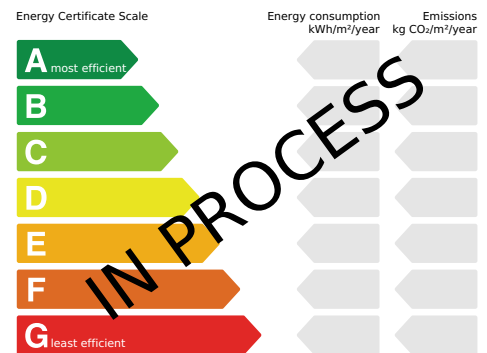 Energy Certificate Scale
Energy consumption
kWh/m²/year
Emissions
kg CO₂/m²/year
A most efficient
B
C
D
E
F
G least efficient
IN PROCESS